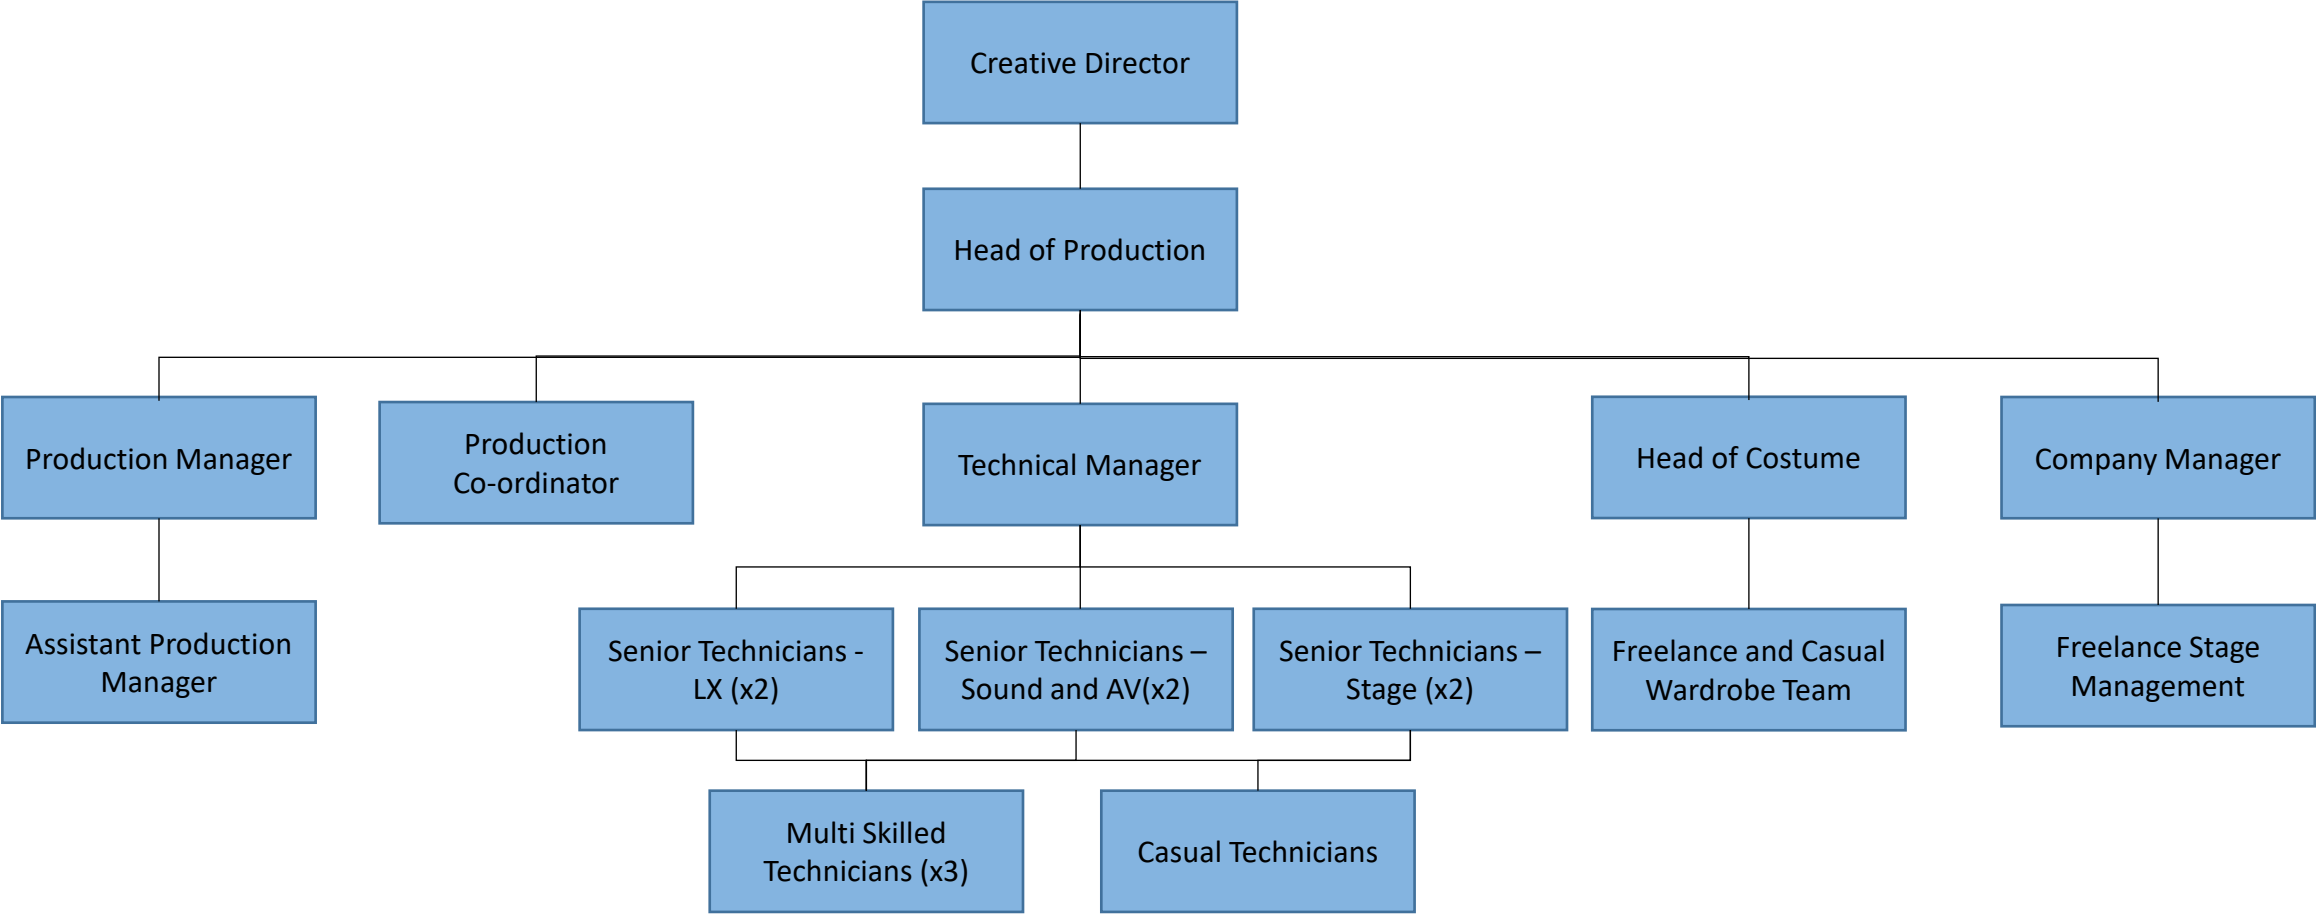 Creative Director
Head of Production
Production Manager
Production
Co-ordinator
Technical Manager
Head of Costume
Company Manager
Assistant Production
Manager
Senior Technicians -
LX (x2)
Senior Technicians –
Sound and AV(x2)
Senior Technicians –
Stage (x2)
Freelance and Casual
Wardrobe Team
Freelance Stage
Management
Multi Skilled
Technicians (x3)
Casual Technicians